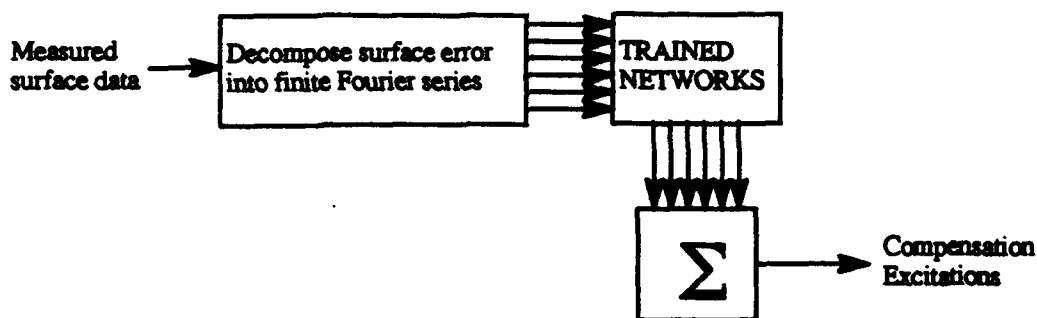 Measured
surface data
Decompose surface error
into finite Fourier series
TRAINED
NETWORKS
Σ
Compensation
Excitations